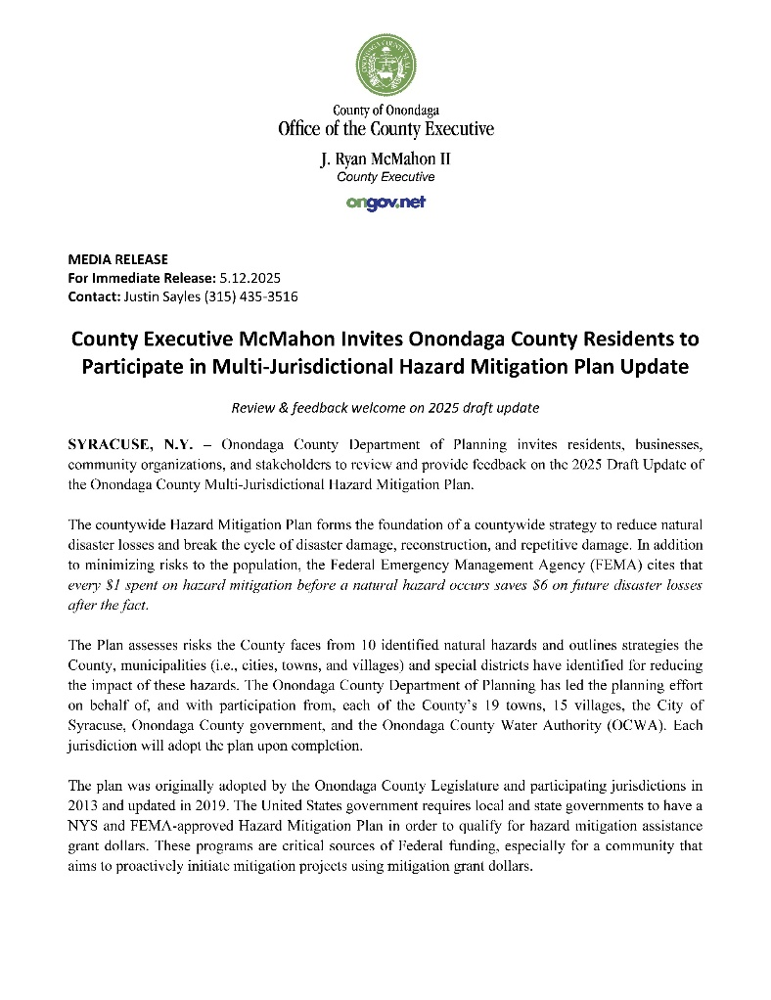 ONONDAGA COUNTY SEAL
County of Onondaga
Office of the County Executive
J. Ryan McMahon II
County Executive
ongov.net
MEDIA RELEASE
For Immediate Release: 5.12.2025
Contact: Justin Sayles (315) 435-3516
County Executive McMahon Invites Onondaga County Residents to
Participate in Multi-Jurisdictional Hazard Mitigation Plan Update
Review & feedback welcome on 2025 draft update
SYRACUSE, N.Y. – Onondaga County Department of Planning invites residents, businesses,
community organizations, and stakeholders to review and provide feedback on the 2025 Draft Update of
the Onondaga County Multi-Jurisdictional Hazard Mitigation Plan.
The countywide Hazard Mitigation Plan forms the foundation of a countywide strategy to reduce natural
disaster losses and break the cycle of disaster damage, reconstruction, and repetitive damage. In addition
to minimizing risks to the population, the Federal Emergency Management Agency (FEMA) cites that
every $1 spent on hazard mitigation before a natural hazard occurs saves $6 on future disaster losses
after the fact.
The Plan assesses risks the County faces from 10 identified natural hazards and outlines strategies the
County, municipalities (i.e., cities, towns, and villages) and special districts have identified for reducing
the impact of these hazards. The Onondaga County Department of Planning has led the planning effort
on behalf of, and with participation from, each of the County’s 19 towns, 15 villages, the City of
Syracuse, Onondaga County government, and the Onondaga County Water Authority (OCWA). Each
jurisdiction will adopt the plan upon completion.
The plan was originally adopted by the Onondaga County Legislature and participating jurisdictions in
2013 and updated in 2019. The United States government requires local and state governments to have a
NYS and FEMA-approved Hazard Mitigation Plan in order to qualify for hazard mitigation assistance
grant dollars. These programs are critical sources of Federal funding, especially for a community that
aims to proactively initiate mitigation projects using mitigation grant dollars.